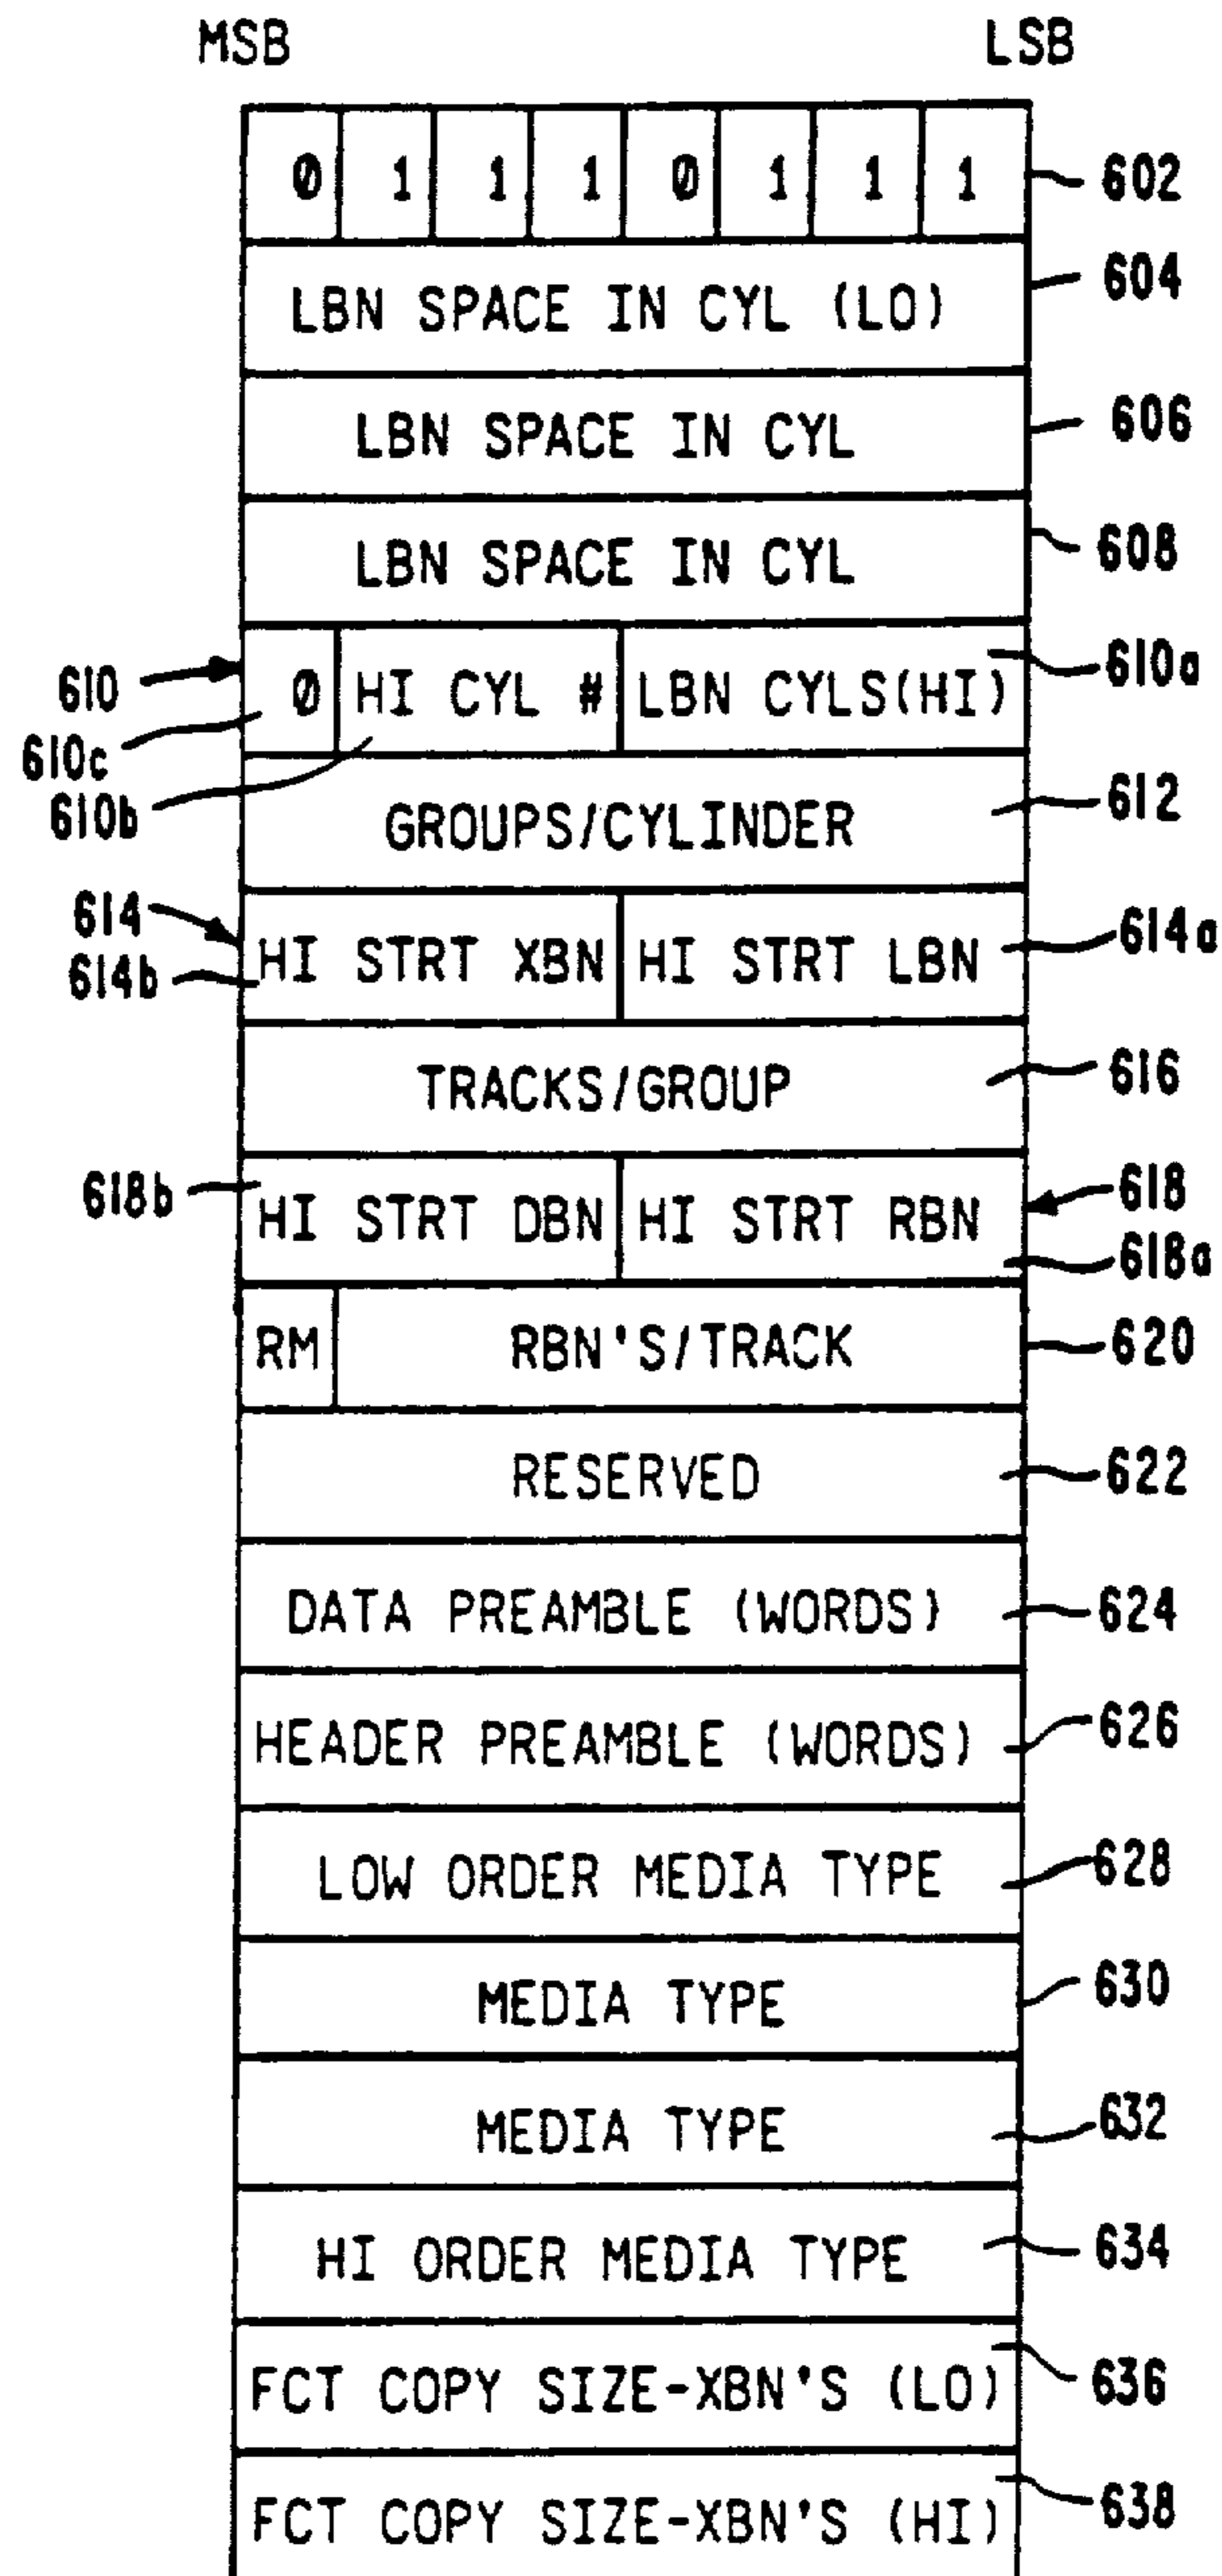 MSB LSB
0 1 1 1 0 1 1 1 602
LBN SPACE IN CYL (LO) 604
LBN SPACE IN CYL 606
LBN SPACE IN CYL 608
610 0 HI CYL # LBN CYLS(HI) 610a
610c
610b
GROUPS/CYLINDER 612
614 HI STRT XBN HI STRT LBN 614a
614b
TRACKS/GROUP 616
618b HI STRT DBN HI STRT RBN 618
618a
RM RBN'S/TRACK 620
RESERVED 622
DATA PREAMBLE (WORDS) 624
HEADER PREAMBLE (WORDS) 626
LOW ORDER MEDIA TYPE 628
MEDIA TYPE 630
MEDIA TYPE 632
HI ORDER MEDIA TYPE 634
FCT COPY SIZE-XBN'S (LO) 636
FCT COPY SIZE-XBN'S (HI) 638